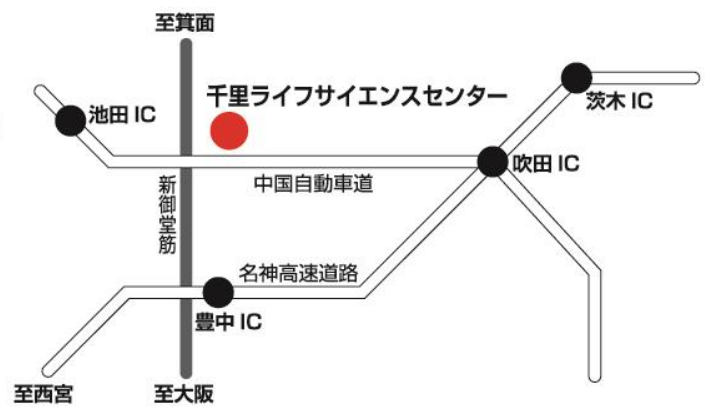 至箕面
千里ライフサイエンスセンター
池田 IC
茨木 IC
吹田 IC
中国自動車道
新御堂筋
名神高速道路
豊中 IC
至西宮
至大阪